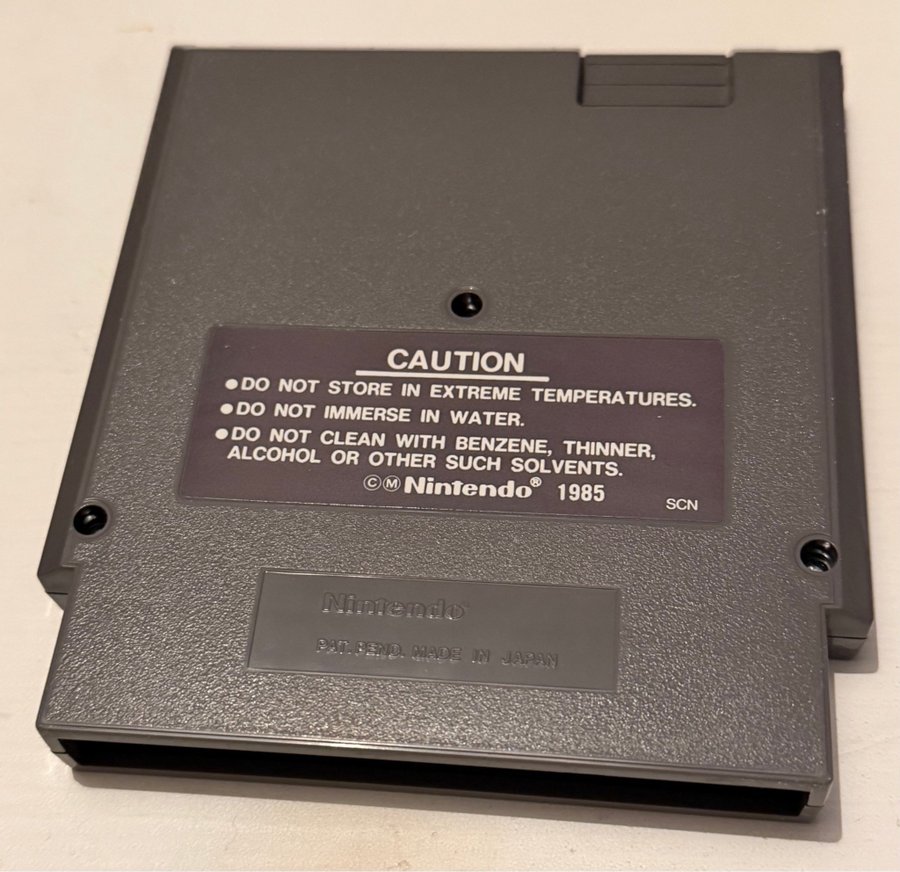 CAUTION
●DO NOT STORE IN EXTREME TEMPERATURES.
●DO NOT IMMERSE IN WATER.
●DO NOT CLEAN WITH BENZENE, THINNER,
ALCOHOL OR OTHER SUCH SOLVENTS.
©Ⓜ Nintendo® 1985
SCN
Nintendo®
PAT. PEND. MADE IN JAPAN